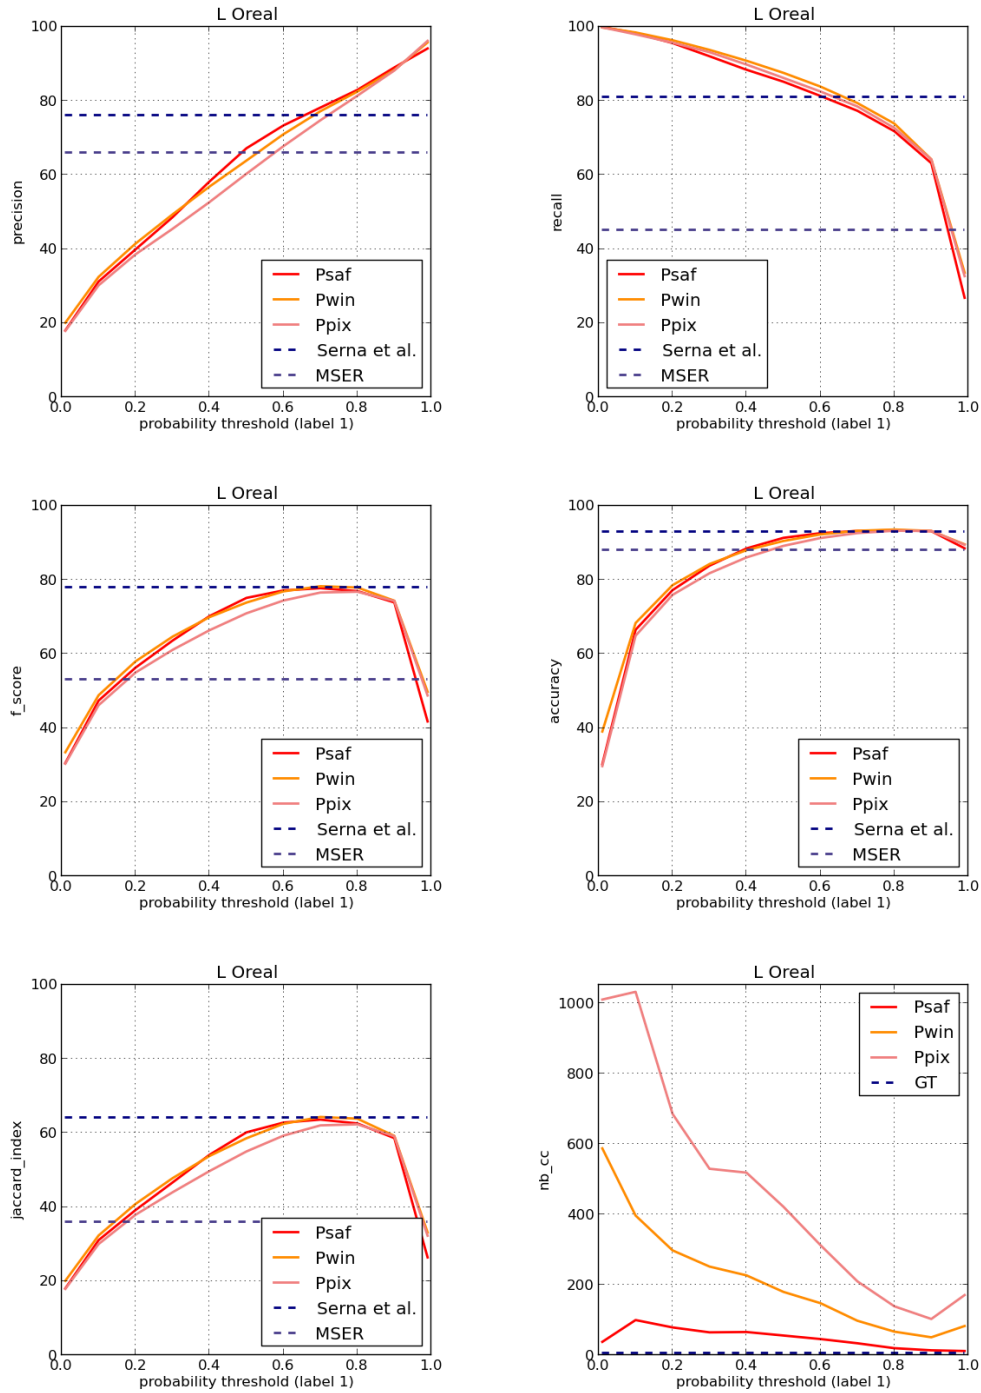 L Oreal
100
80
60
40
20
0
precision
Psaf
Pwin
Ppix
Serna et al.
MSER
0.0 0.2 0.4 0.6 0.8 1.0
probability threshold (label 1)
L Oreal
100
80
60
40
20
0
recall
Psaf
Pwin
Ppix
Serna et al.
MSER
0.0 0.2 0.4 0.6 0.8 1.0
probability threshold (label 1)
L Oreal
100
80
60
40
20
0
f_score
Psaf
Pwin
Ppix
Serna et al.
MSER
0.0 0.2 0.4 0.6 0.8 1.0
probability threshold (label 1)
L Oreal
100
80
60
40
20
0
accuracy
Psaf
Pwin
Ppix
Serna et al.
MSER
0.0 0.2 0.4 0.6 0.8 1.0
probability threshold (label 1)
L Oreal
100
80
60
40
20
0
jaccard_index
Psaf
Pwin
Ppix
Serna et al.
MSER
0.0 0.2 0.4 0.6 0.8 1.0
probability threshold (label 1)
L Oreal
1000
800
600
400
200
0
nb_cc
Psaf
Pwin
Ppix
GT
0.0 0.2 0.4 0.6 0.8 1.0
probability threshold (label 1)